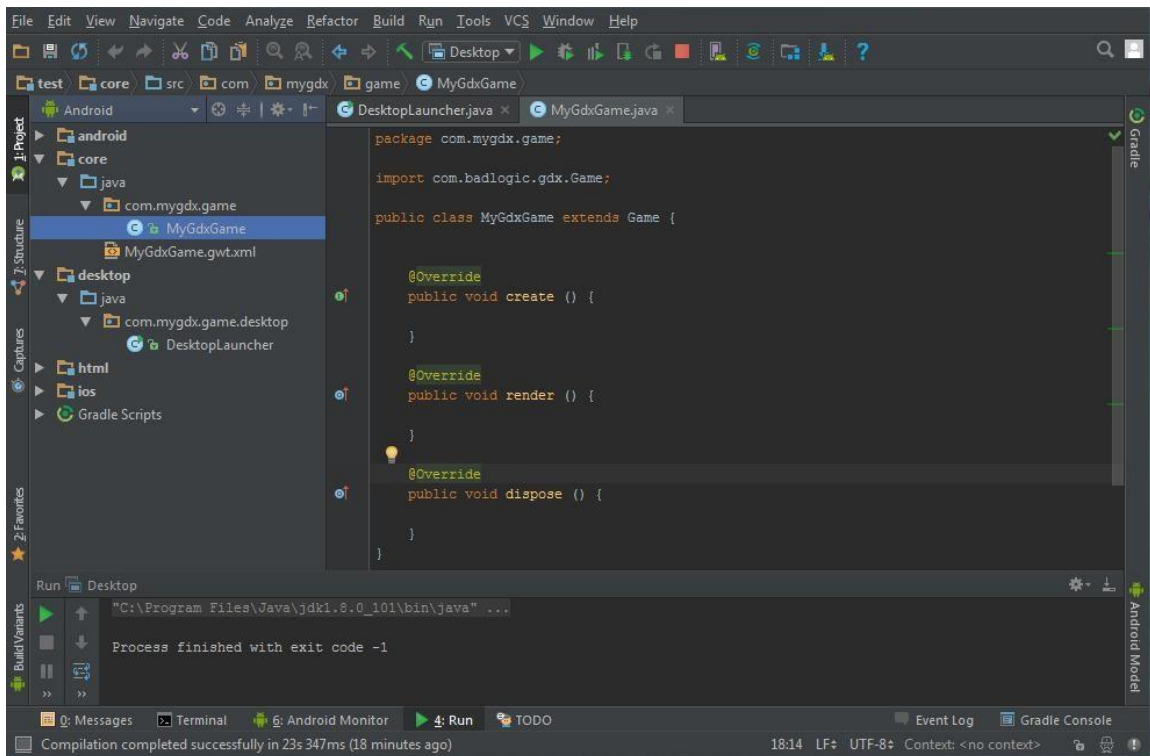 File Edit View Navigate Code Analyze Refactor Build Run Tools VCS Window Help
Desktop
test core src com mygdx game MyGdxGame
Android
DesktopLauncher.java MyGdxGame.java
1: Project
7: Structure
Captures
2: Favorites
Build Variants
android
core
java
com.mygdx.game
MyGdxGame
MyGdxGame.gwt.xml
desktop
java
com.mygdx.game.desktop
DesktopLauncher
html
ios
Gradle Scripts
package com.mygdx.game;
import com.badlogic.gdx.Game;
public class MyGdxGame extends Game {
@Override
public void create () {
}
@Override
public void render () {
}
@Override
public void dispose () {
}
}
Gradle
Android Model
Run Desktop
"C:\Program Files\Java\jdk1.8.0_101\bin\java" ...
Process finished with exit code -1
0: Messages Terminal 6: Android Monitor 4: Run TODO Event Log Gradle Console
Compilation completed successfully in 23s 347ms (18 minutes ago) 18:14 LF UTF-8 Context: <no context>